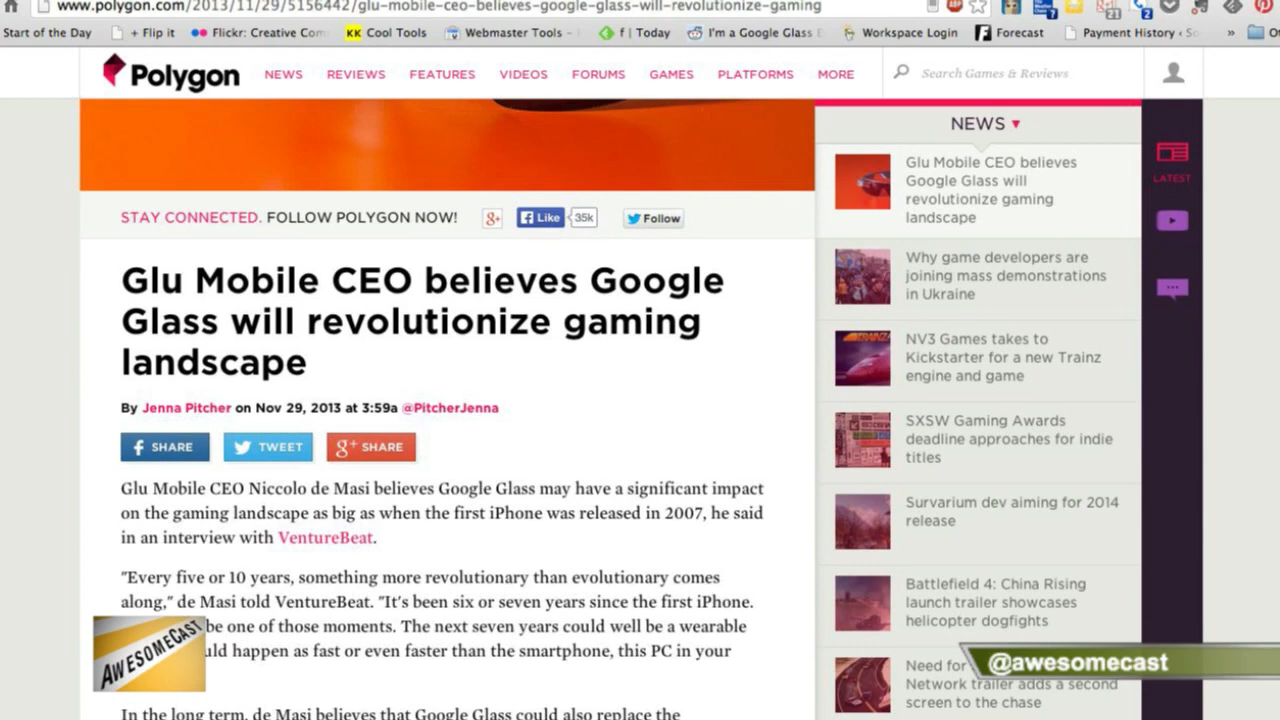 www.polygon.com/2013/11/29/5156442/glu-mobile-ceo-believes-google-glass-will-revolutionize-gaming
Start of the Day + Flip it Flickr: Creative Com KK Cool Tools Webmaster Tools - f | Today I'm a Google Glass E Workspace Login F Forecast Payment History ‹ So » Ot
Polygon NEWS REVIEWS FEATURES VIDEOS FORUMS GAMES PLATFORMS MORE Search Games & Reviews
STAY CONNECTED. FOLLOW POLYGON NOW! g+ Like 35k Follow
Glu Mobile CEO believes Google
Glass will revolutionize gaming
landscape
By Jenna Pitcher on Nov 29, 2013 at 3:59a @PitcherJenna
f SHARE TWEET g+ SHARE
Glu Mobile CEO Niccolo de Masi believes Google Glass may have a significant impact
on the gaming landscape as big as when the first iPhone was released in 2007, he said
in an interview with VentureBeat.
"Every five or 10 years, something more revolutionary than evolutionary comes
along," de Masi told VentureBeat. "It's been six or seven years since the first iPhone.
be one of those moments. The next seven years could well be a wearable
uld happen as fast or even faster than the smartphone, this PC in your
In the long term, de Masi believes that Google Glass could also replace the
AWESOMECAST
NEWS
LATEST
Glu Mobile CEO believes
Google Glass will
revolutionize gaming
landscape
Why game developers are
joining mass demonstrations
in Ukraine
NV3 Games takes to
Kickstarter for a new Trainz
engine and game
SXSW Gaming Awards
deadline approaches for indie
titles
Survarium dev aiming for 2014
release
Battlefield 4: China Rising
launch trailer showcases
helicopter dogfights
Need for
Network trailer adds a second
screen to the chase
@awesomecast